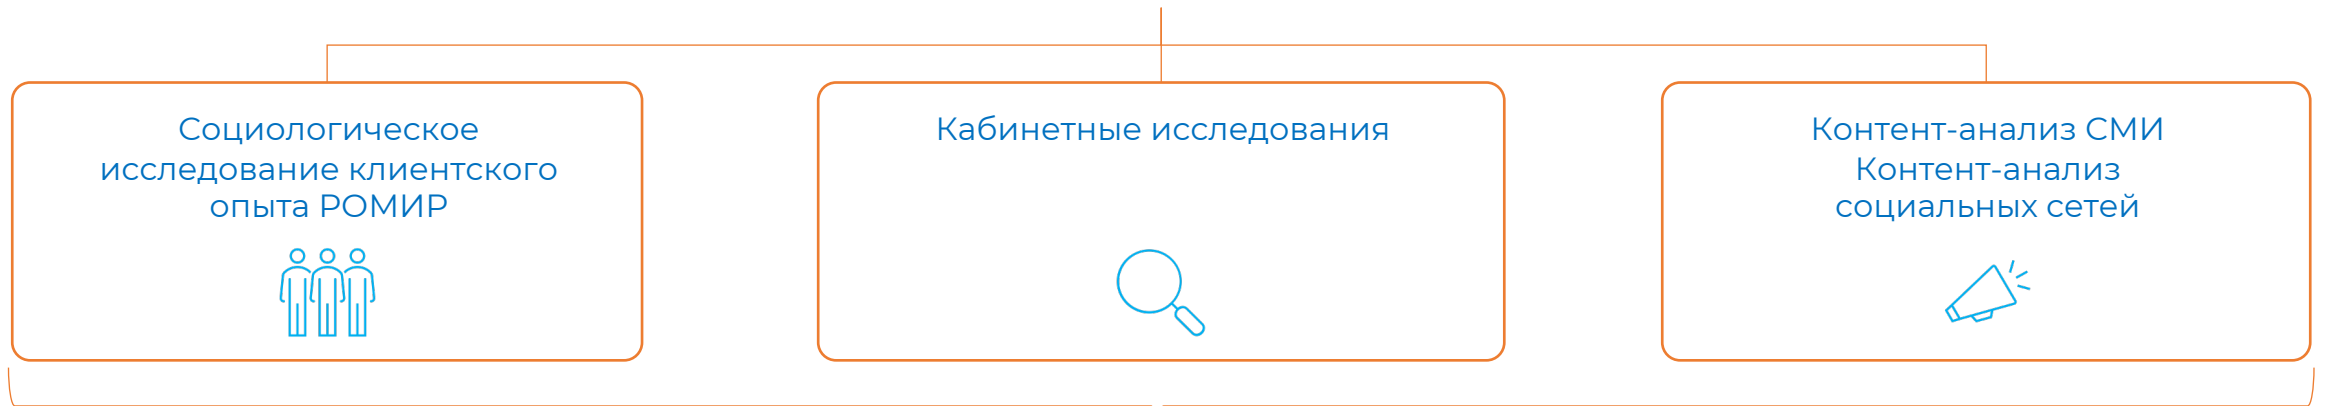 Социологическое
исследование клиентского
опыта РОМИР
Кабинетные исследования
Контент-анализ СМИ
Контент-анализ
социальных сетей